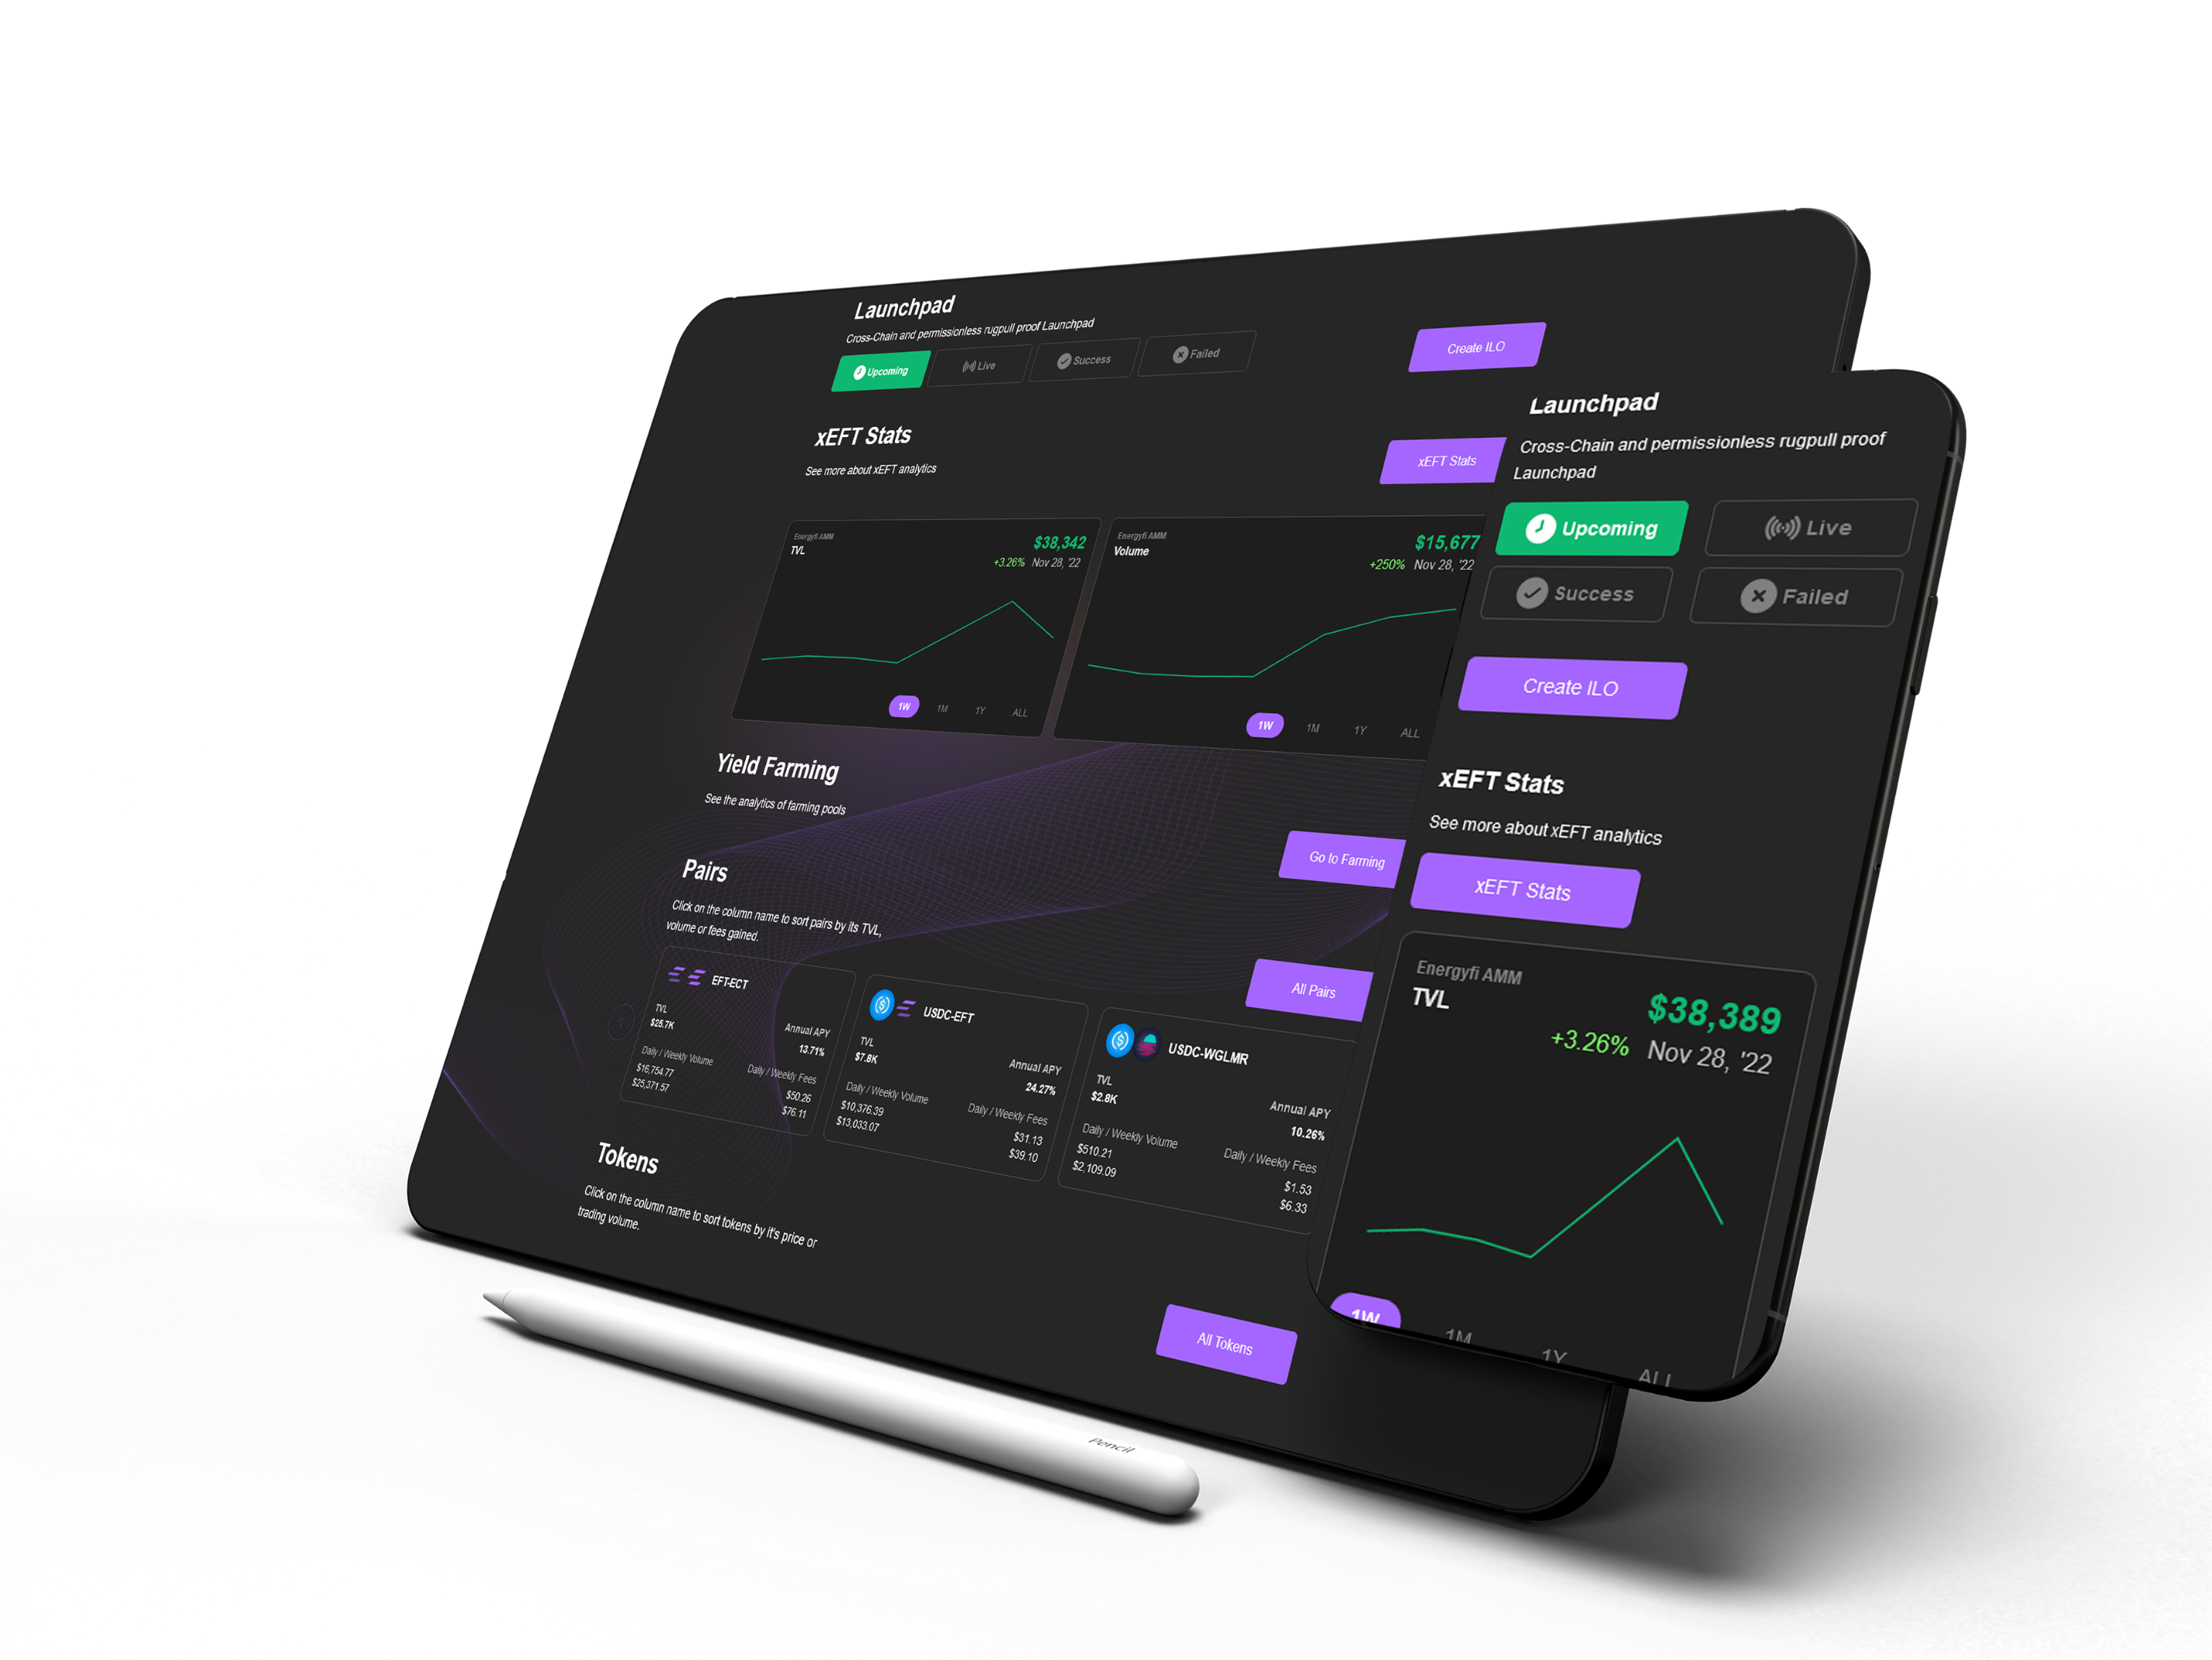 Launchpad
Cross-Chain and permissionless rugpull proof Launchpad
Upcoming
Live
Success
Failed
Create ILO
xEFT Stats
See more about xEFT analytics
xEFT Stats
Energyfi AMM
TVL
$38,342
+3.26% Nov 28, '22
1W 1M 1Y ALL
Energyfi AMM
Volume
$15,677
+250% Nov 28, '22
1W 1M 1Y ALL
Yield Farming
See the analytics of farming pools
Go to Farming
Pairs
Click on the column name to sort pairs by its TVL,
volume or fees gained.
All Pairs
EFT-ECT
TVL
$25.7K
Annual APY
13.71%
Daily / Weekly Volume
$16,754.77
$25,371.57
Daily / Weekly Fees
$50.26
$76.11
USDC-EFT
TVL
$7.8K
Annual APY
24.27%
Daily / Weekly Volume
$10,376.39
$13,033.07
Daily / Weekly Fees
$31.13
$39.10
USDC-WGLMR
TVL
$2.8K
Annual APY
10.26%
Daily / Weekly Volume
$510.21
$2,109.09
Daily / Weekly Fees
$1.53
$6.33
Tokens
Click on the column name to sort tokens by it's price or
trading volume.
All Tokens
Launchpad
Cross-Chain and permissionless rugpull proof
Launchpad
Upcoming
Live
Success
Failed
Create ILO
xEFT Stats
See more about xEFT analytics
xEFT Stats
Energyfi AMM
TVL
$38,389
+3.26% Nov 28, '22
1W 1M 1Y ALL
Pencil